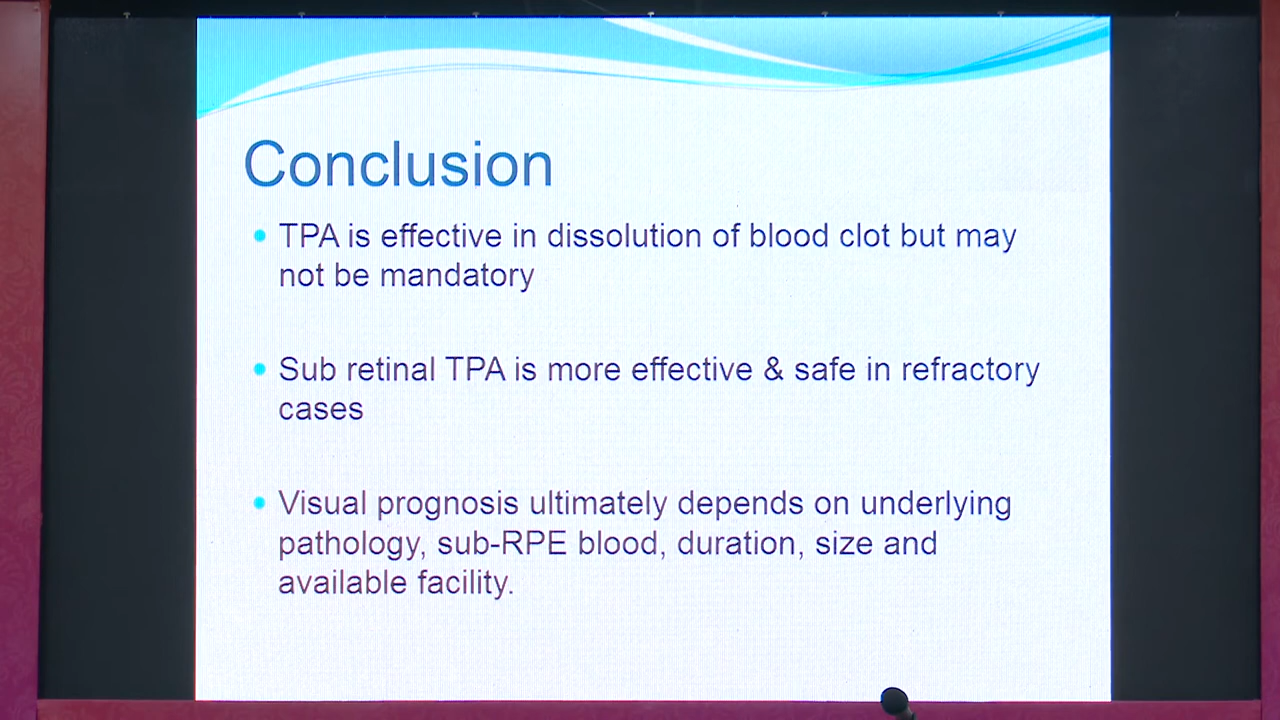 Conclusion
TPA is effective in dissolution of blood clot but may
not be mandatory
Sub retinal TPA is more effective & safe in refractory
cases
Visual prognosis ultimately depends on underlying
pathology, sub-RPE blood, duration, size and
available facility.